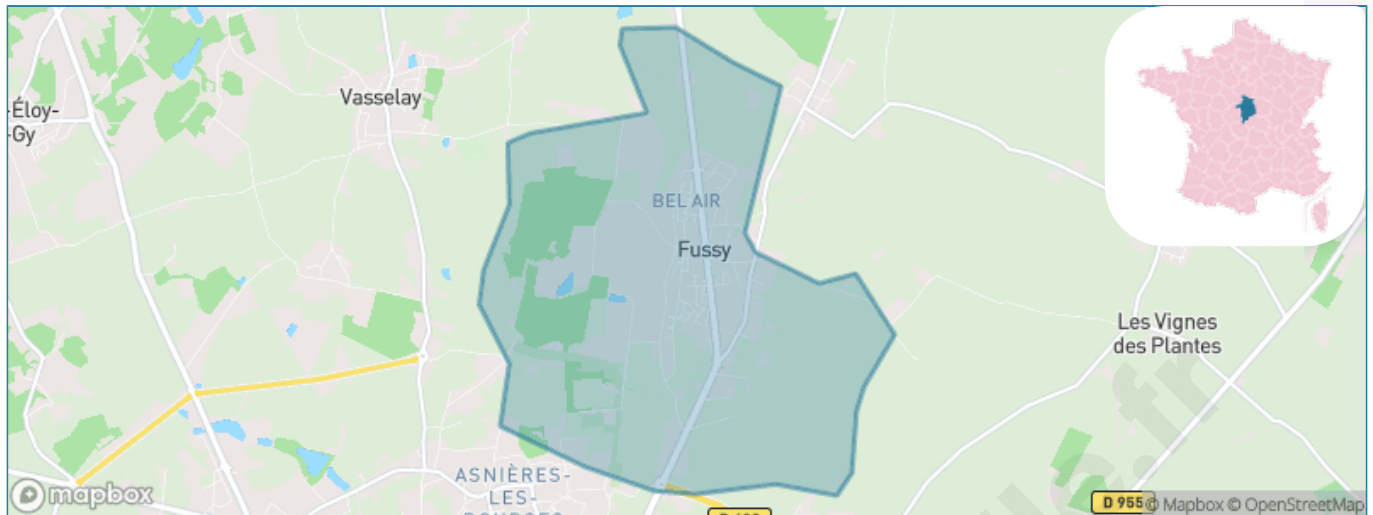 -Éloy-
-Gy
Vasselay
BEL AIR
Fussy
Les Vignes
des Plantes
ASNIÈRES-
LES-
mapbox
D 955
© Mapbox © OpenStreetMap